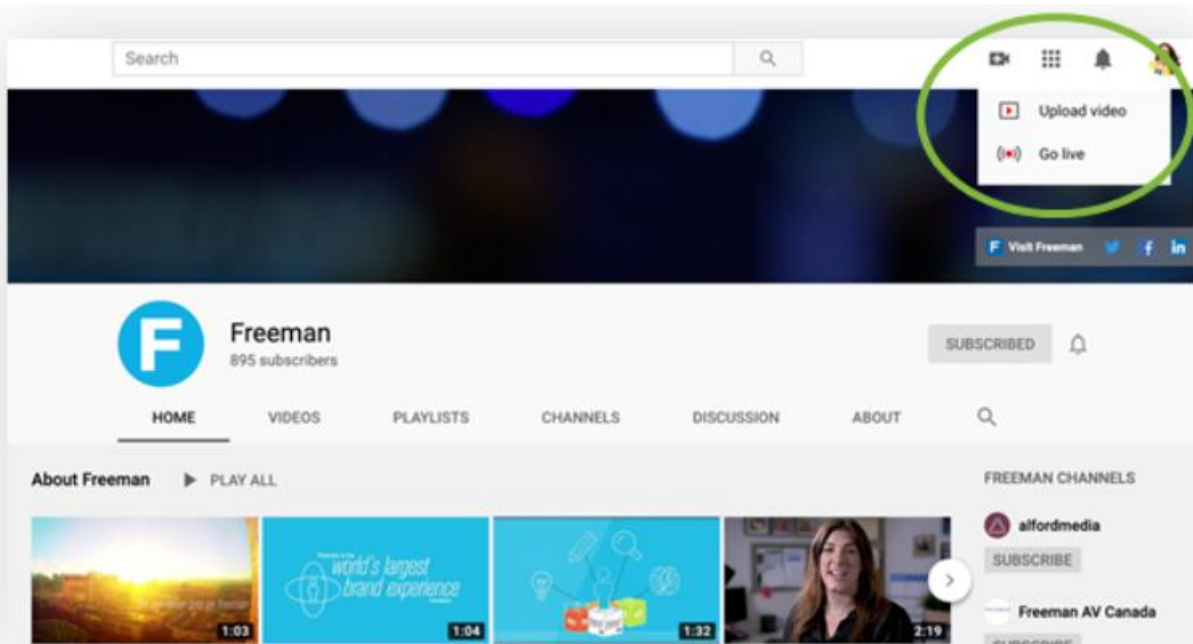 Search
Upload video
Go live
F Visit Freeman
in
F
Freeman
895 subscribers
SUBSCRIBED
HOME VIDEOS PLAYLISTS CHANNELS DISCUSSION ABOUT
About Freeman PLAY ALL
FREEMAN CHANNELS
world's largest
brand experience
1:03 1:04 1:32 2:19
alfordmedia
SUBSCRIBE
Freeman AV Canada
SUBSCRIBE